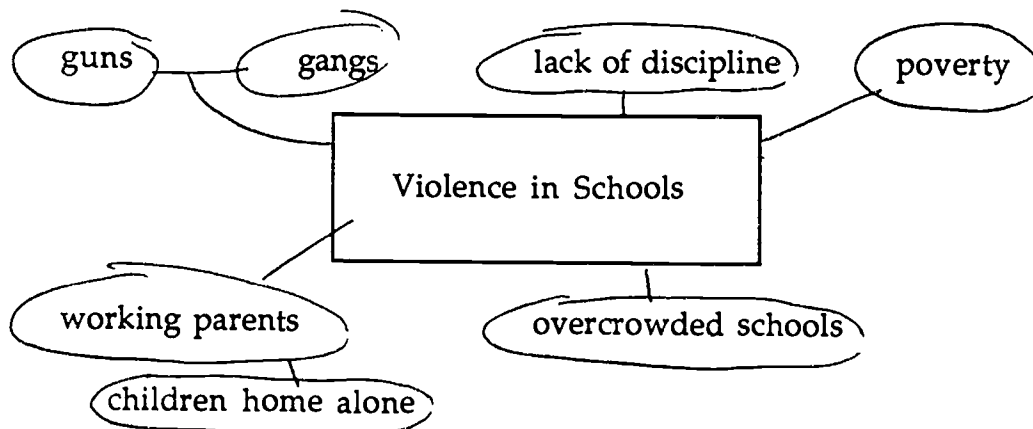 guns
gangs
lack of discipline
poverty
Violence in Schools
working parents
overcrowded schools
children home alone